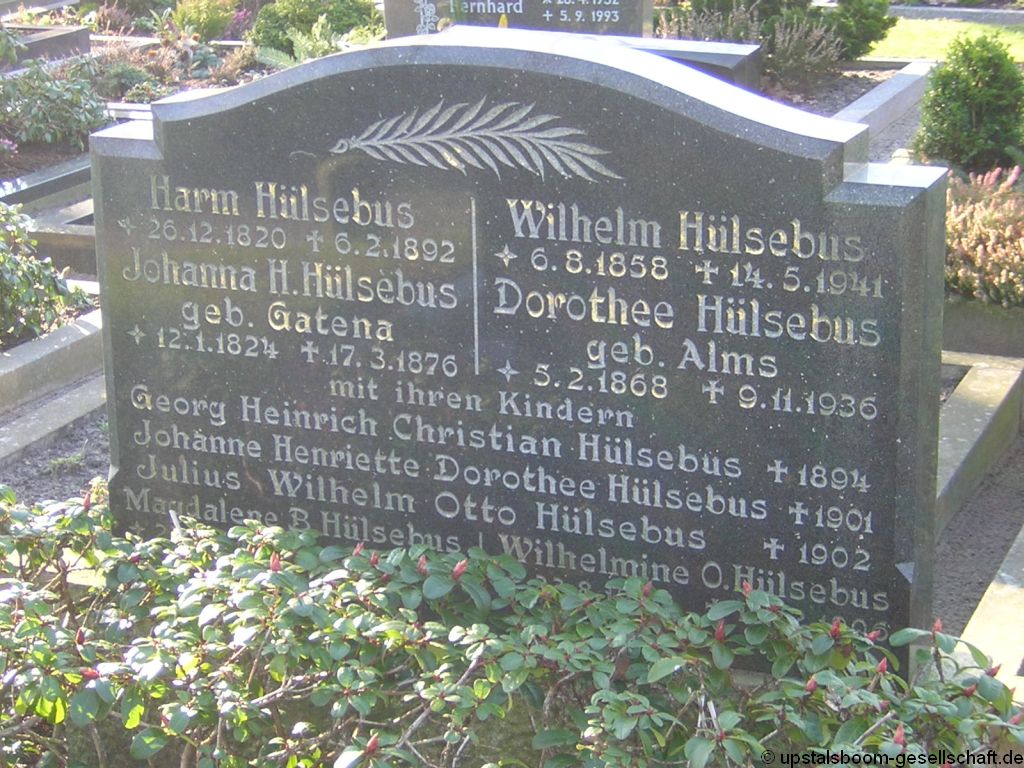 Bernhard
✝ 5.9.1993
Harm Hülsebus
✶ 26.12.1820 ✝ 6.2.1892
Johanna H. Hülsebus
geb. Gatena
✶ 12.1.1824 ✝ 17.3.1876
Wilhelm Hülsebus
✶ 6.8.1858 ✝ 14.5.1941
Dorothee Hülsebus
geb. Alms
✶ 5.2.1868 ✝ 9.11.1936
mit ihren Kindern
Georg Heinrich Christian Hülsebus ✝ 1894
Johanne Henriette Dorothee Hülsebus ✝ 1901
Julius Wilhelm Otto Hülsebus ✝ 1902
Magdalene B. Hülsebus
Wilhelmine O. Hülsebus
© upstalsboom-gesellschaft.de